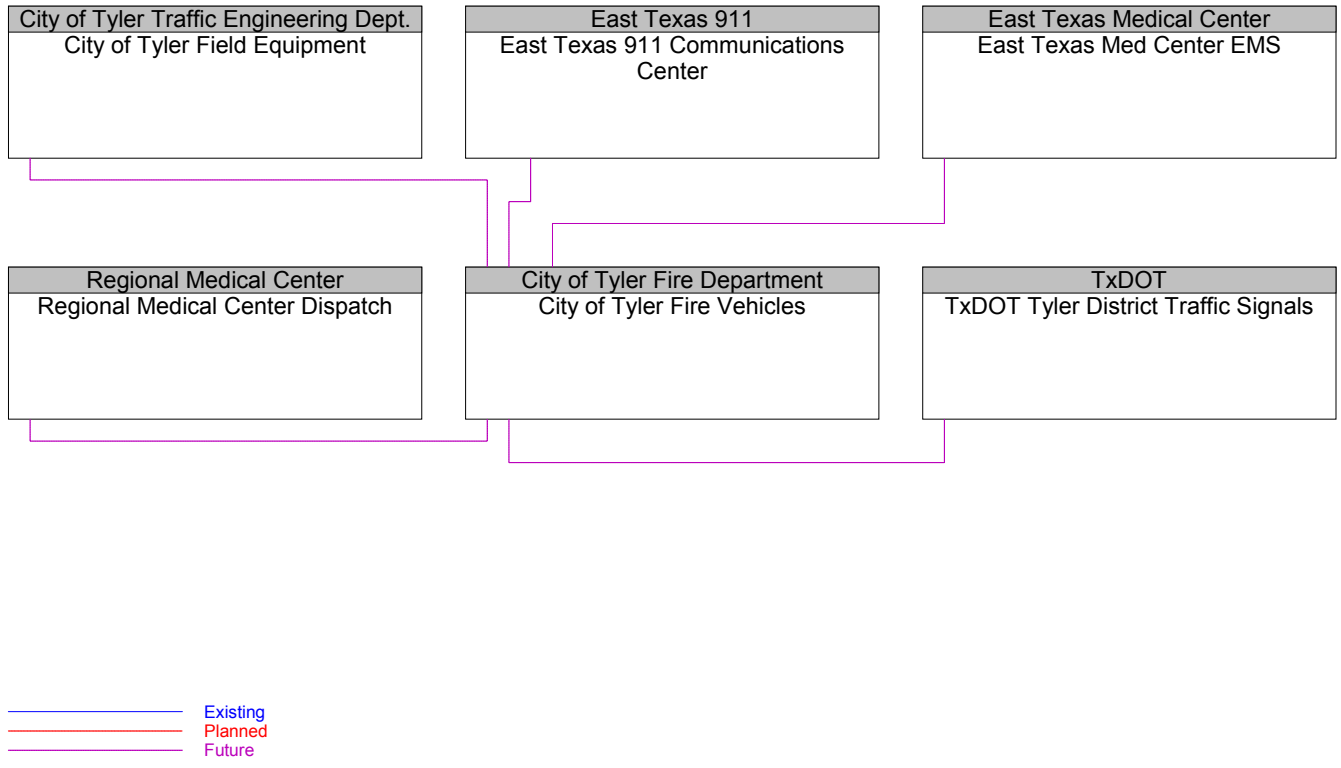 City of Tyler Traffic Engineering Dept.
City of Tyler Field Equipment
East Texas 911
East Texas 911 Communications
Center
East Texas Medical Center
East Texas Med Center EMS
Regional Medical Center
Regional Medical Center Dispatch
City of Tyler Fire Department
City of Tyler Fire Vehicles
TxDOT
TxDOT Tyler District Traffic Signals
Existing
Planned
Future